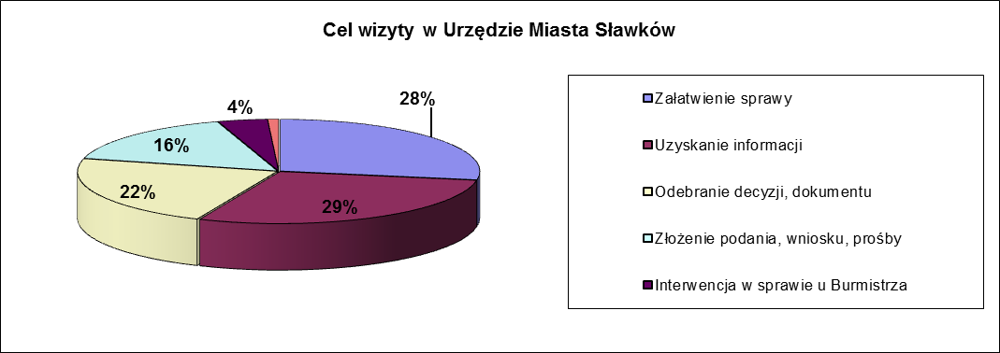 Cel wizyty w Urzędzie Miasta Sławków
4%
28%
16%
22%
29%
Załatwienie sprawy
Uzyskanie informacji
Odebranie decyzji, dokumentu
Złożenie podania, wniosku, prośby
Interwencja w sprawie u Burmistrza